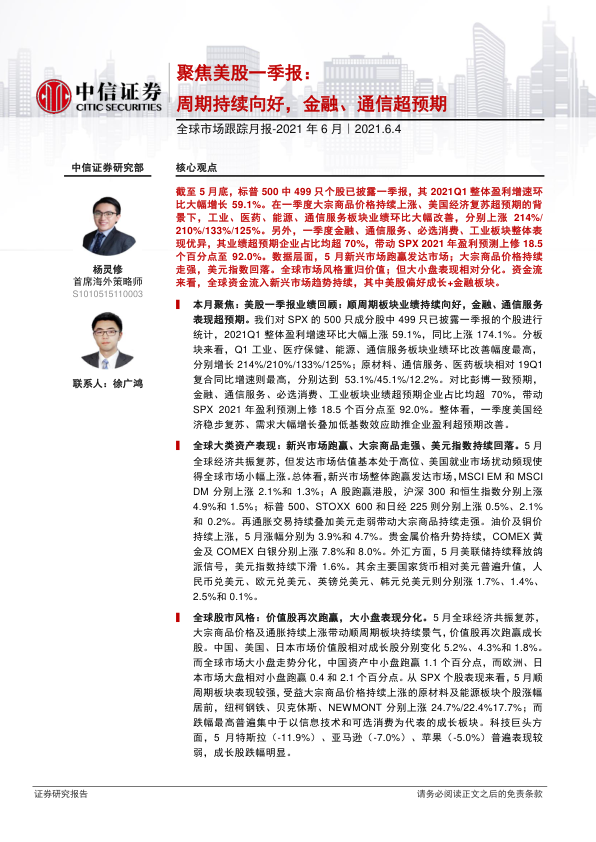 聚焦美股一季报：
周期持续向好，金融、通信超预期
中信证券
CITIC SECURITIES
全球市场跟踪月报-2021 年 6 月｜2021.6.4
中信证券研究部
杨灵修
首席海外策略师
S1010515110003
联系人：徐广鸿
核心观点
截至 5 月底，标普 500 中 499 只个股已披露一季报，其 2021Q1 整体盈利增速环
比大幅增长 59.1%。在一季度大宗商品价格持续上涨、美国经济复苏超预期的背
景下，工业、医药、能源、通信服务板块业绩环比大幅改善，分别上涨 214%/
210%/133%/125%。另外，一季度金融、通信服务、必选消费、工业板块整体表
现优异，其业绩超预期企业占比均超 70%，带动 SPX 2021 年盈利预测上修 18.5
个百分点至 92.0%。数据层面，5 月新兴市场跑赢发达市场；大宗商品价格持续
走强，美元指数回落。全球市场风格重归价值；但大小盘表现相对分化。资金流
来看，全球资金流入新兴市场趋势持续，其中美股偏好成长+金融板块。
本月聚焦：美股一季报业绩回顾：顺周期板块业绩持续向好，金融、通信服务
表现超预期。我们对 SPX 的 500 只成分股中 499 只已披露一季报的个股进行
统计，2021Q1 整体盈利增速环比大幅上涨 59.1%，同比上涨 174.1%。分板
块来看，Q1 工业、医疗保健、能源、通信服务板块业绩环比改善幅度最高，
分别增长 214%/210%/133%/125%；原材料、通信服务、医药板块相对 19Q1
复合同比增速则最高，分别达到 53.1%/45.1%/12.2%。对比彭博一致预期，
金融、通信服务、必选消费、工业板块业绩超预期企业占比均超 70%，带动
SPX 2021 年盈利预测上修 18.5 个百分点至 92.0%。整体看，一季度美国经
济稳步复苏、需求大幅增长叠加低基数效应助推企业盈利超预期改善。
全球大类资产表现：新兴市场跑赢、大宗商品走强、美元指数持续回落。5 月
全球经济共振复苏，但发达市场估值基本处于高位、美国就业市场扰动频现使
得全球市场小幅上涨。总体看，新兴市场整体跑赢发达市场，MSCI EM 和 MSCI
DM 分别上涨 2.1%和 1.3%；A 股跑赢港股，沪深 300 和恒生指数分别上涨
4.9%和 1.5%；标普 500、STOXX 600 和日经 225 则分别上涨 0.5%、2.1%
和 0.2%。再通胀交易持续叠加美元走弱带动大宗商品持续走强。油价及铜价
持续上涨，5 月涨幅分别为 3.9%和 4.7%。贵金属价格升势持续，COMEX 黄
金及 COMEX 白银分别上涨 7.8%和 8.0%。外汇方面，5 月美联储持续释放鸽
派信号，美元指数持续下滑 1.6%。其余主要国家货币相对美元普遍升值，人
民币兑美元、欧元兑美元、英镑兑美元、韩元兑美元则分别涨 1.7%、1.4%、
2.5%和 0.1%。
全球股市风格：价值股再次跑赢，大小盘表现分化。5 月全球经济共振复苏，
大宗商品价格及通胀持续上涨带动顺周期板块持续景气，价值股再次跑赢成长
股。中国、美国、日本市场价值股相对成长股分别变化 5.2%、4.3%和 1.8%。
而全球市场大小盘走势分化，中国资产中小盘跑赢 1.1 个百分点，而欧洲、日
本市场大盘相对小盘跑赢 0.4 和 2.1 个百分点。从 SPX 个股表现来看，5 月顺
周期板块表现较强，受益大宗商品价格持续上涨的原材料及能源板块个股涨幅
居前，纽柯钢铁、贝克休斯、NEWMONT 分别上涨 24.7%/22.4%17.7%；而
跌幅最高普遍集中于以信息技术和可选消费为代表的成长板块。科技巨头方
面，5 月特斯拉（-11.9%）、亚马逊（-7.0%）、苹果（-5.0%）普遍表现较
弱，成长股跌幅明显。
证券研究报告
请务必阅读正文之后的免责条款